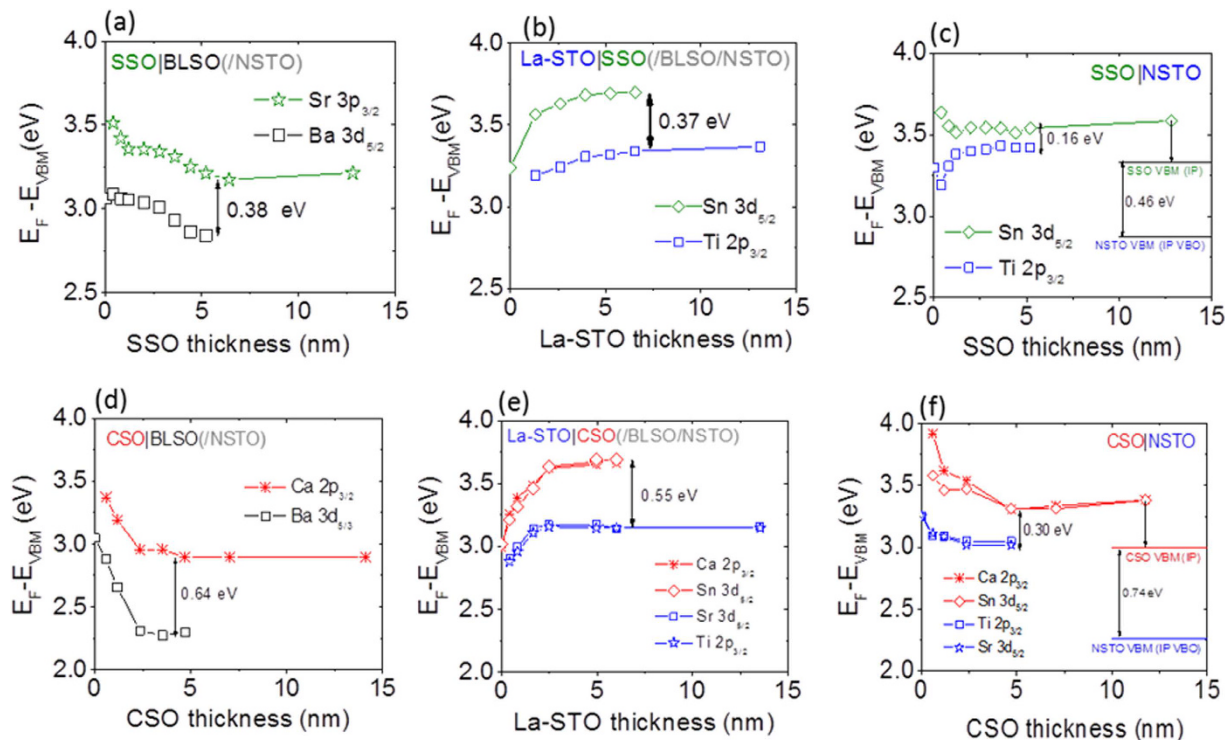 (a)
SSO|BLSO(/NSTO)
Sr 3p3/2
Ba 3d5/2
0.38 eV
4.0
3.5
3.0
2.5
EF -EVBM(eV)
0 5 10 15
SSO thickness (nm)
(b)
La-STO|SSO(/BLSO/NSTO)
0.37 eV
Sn 3d5/2
Ti 2p3/2
4.0
3.5
3.0
2.5
EF -EVBM (eV)
0 5 10 15
La-STO thickness (nm)
(c)
SSO|NSTO
0.16 eV
SSO VBM (IP)
0.46 eV
NSTO VBM (IP VBO)
Sn 3d5/2
Ti 2p3/2
4.0
3.5
3.0
2.5
EF -EVBM (eV)
0 5 10 15
SSO thickness (nm)
(d)
CSO|BLSO(/NSTO)
Ca 2p3/2
Ba 3d5/3
0.64 eV
4.0
3.5
3.0
2.5
2.0
EF-EVBM (eV)
0 5 10 15
CSO thickness (nm)
(e)
La-STO|CSO(/BLSO/NSTO)
0.55 eV
Ca 2p3/2
Sn 3d5/2
Sr 3d5/2
Ti 2p3/2
4.0
3.5
3.0
2.5
2.0
EF-EVBM (eV)
0 5 10 15
La-STO thickness (nm)
(f)
CSO|NSTO
0.30 eV
CSO VBM (IP)
0.74 eV
NSTO VBM (IP VBO)
Ca 2p3/2
Sn 3d5/2
Ti 2p3/2
Sr 3d5/2
4.0
3.5
3.0
2.5
2.0
EF-EVBM (eV)
0 5 10 15
CSO thickness (nm)